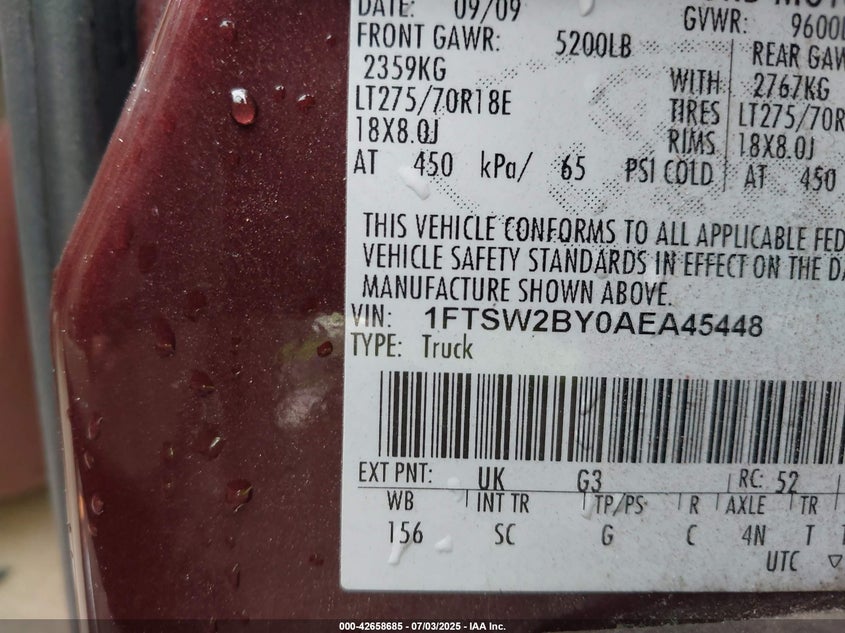 DATE: 09/09
GVWR: 9600
FRONT GAWR: 5200LB
REAR
2359KG
WITH 2767KG
LT275/70R18E
TIRES LT275/70R
18X8.0J
RIMS 18X8.0J
AT 450 kPa/ 65 PSI COLD AT 450
THIS VEHICLE CONFORMS TO ALL APPLICABLE
VEHICLE SAFETY STANDARDS IN EFFECT ON THE
MANUFACTURE SHOWN ABOVE.
VIN: 1FTSW2BY0AEA45448
TYPE: Truck
EXT PNT: UK G3 RC: 52
WB INT TR TP/PS R AXLE TR
156 SC G C 4N T
UTC
000-42658685 - 07/03/2025 - IAA Inc.